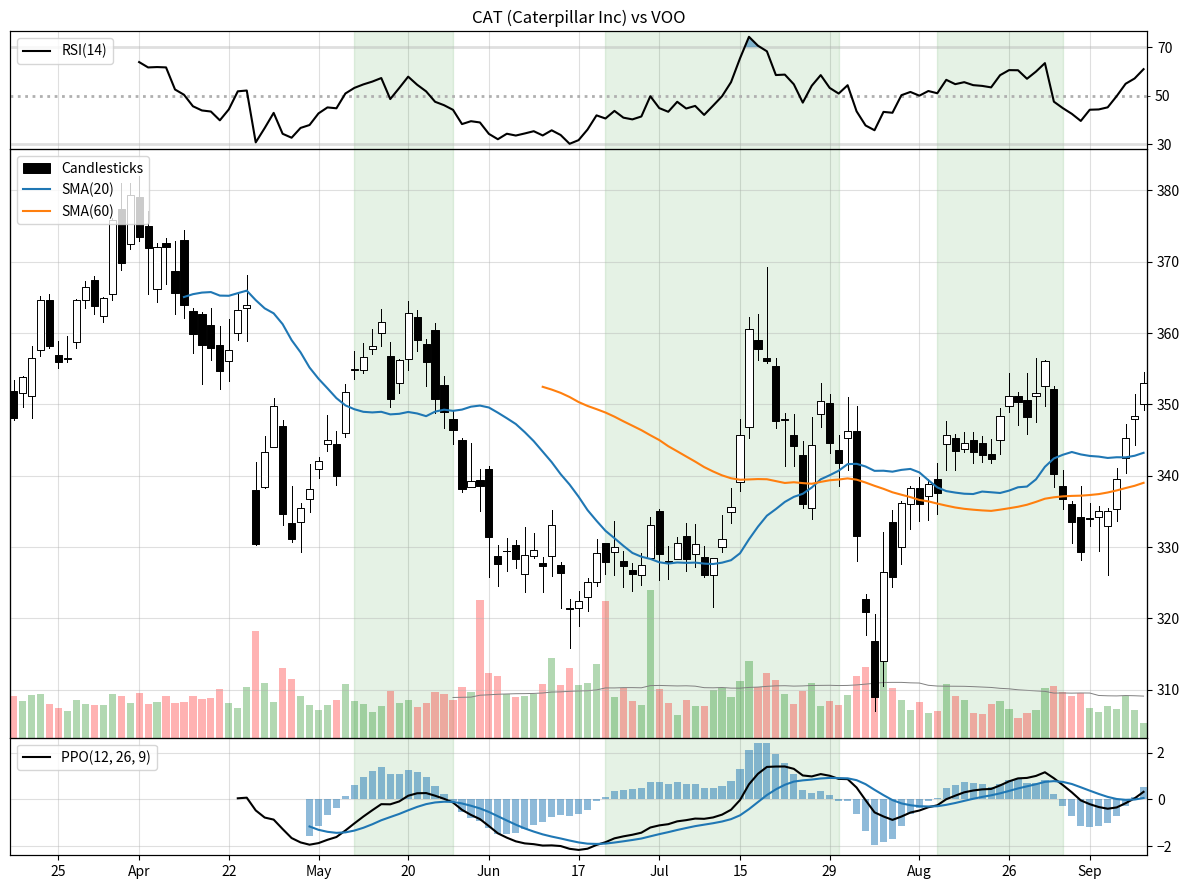 CAT (Caterpillar Inc) vs VOO
RSI(14)
70
50
30
Candlesticks
SMA(20)
SMA(60)
380
370
360
350
340
330
320
310
PPO(12, 26, 9)
2
0
−2
25 Apr 22 May 20 Jun 17 Jul 15 29 Aug 26 Sep